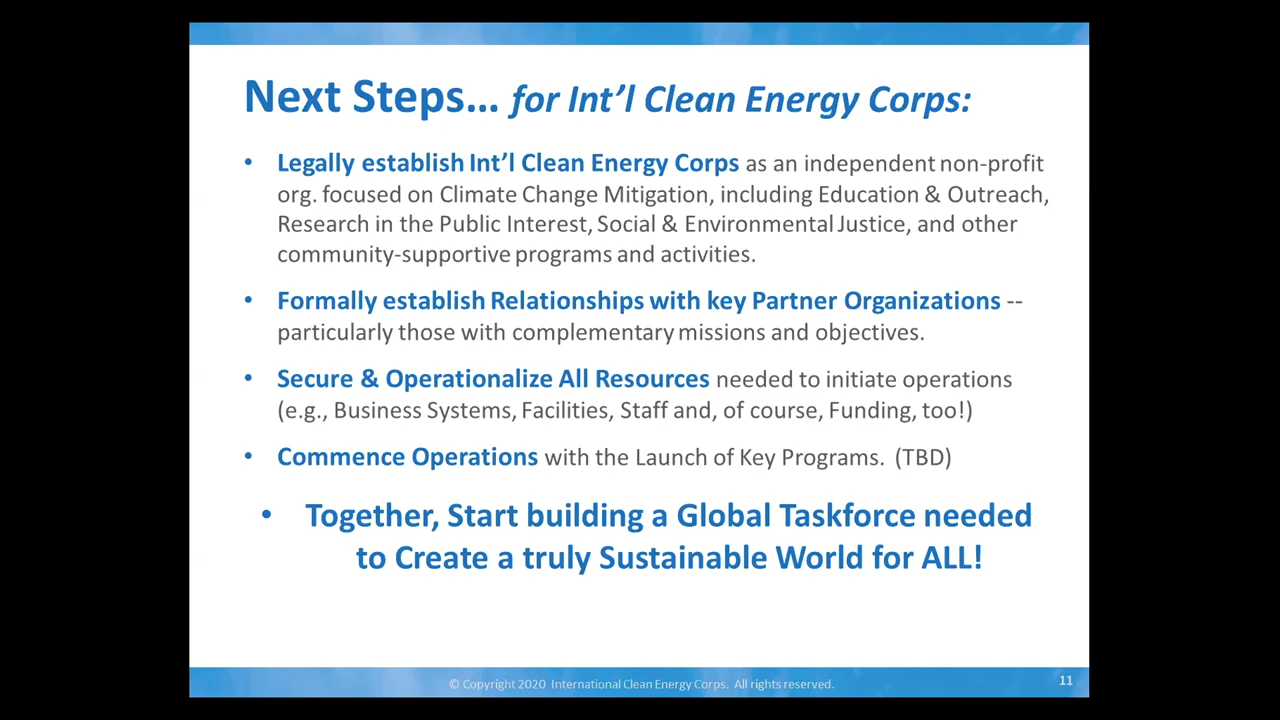 Next Steps... for Int'l Clean Energy Corps:
• Legally establish Int'l Clean Energy Corps as an independent non-profit
org. focused on Climate Change Mitigation, including Education & Outreach,
Research in the Public Interest, Social & Environmental Justice, and other
community-supportive programs and activities.
• Formally establish Relationships with key Partner Organizations --
particularly those with complementary missions and objectives.
• Secure & Operationalize All Resources needed to initiate operations
(e.g., Business Systems, Facilities, Staff and, of course, Funding, too!)
• Commence Operations with the Launch of Key Programs. (TBD)
• Together, Start building a Global Taskforce needed
to Create a truly Sustainable World for ALL!
© Copyright 2020 International Clean Energy Corps. All rights reserved.
11